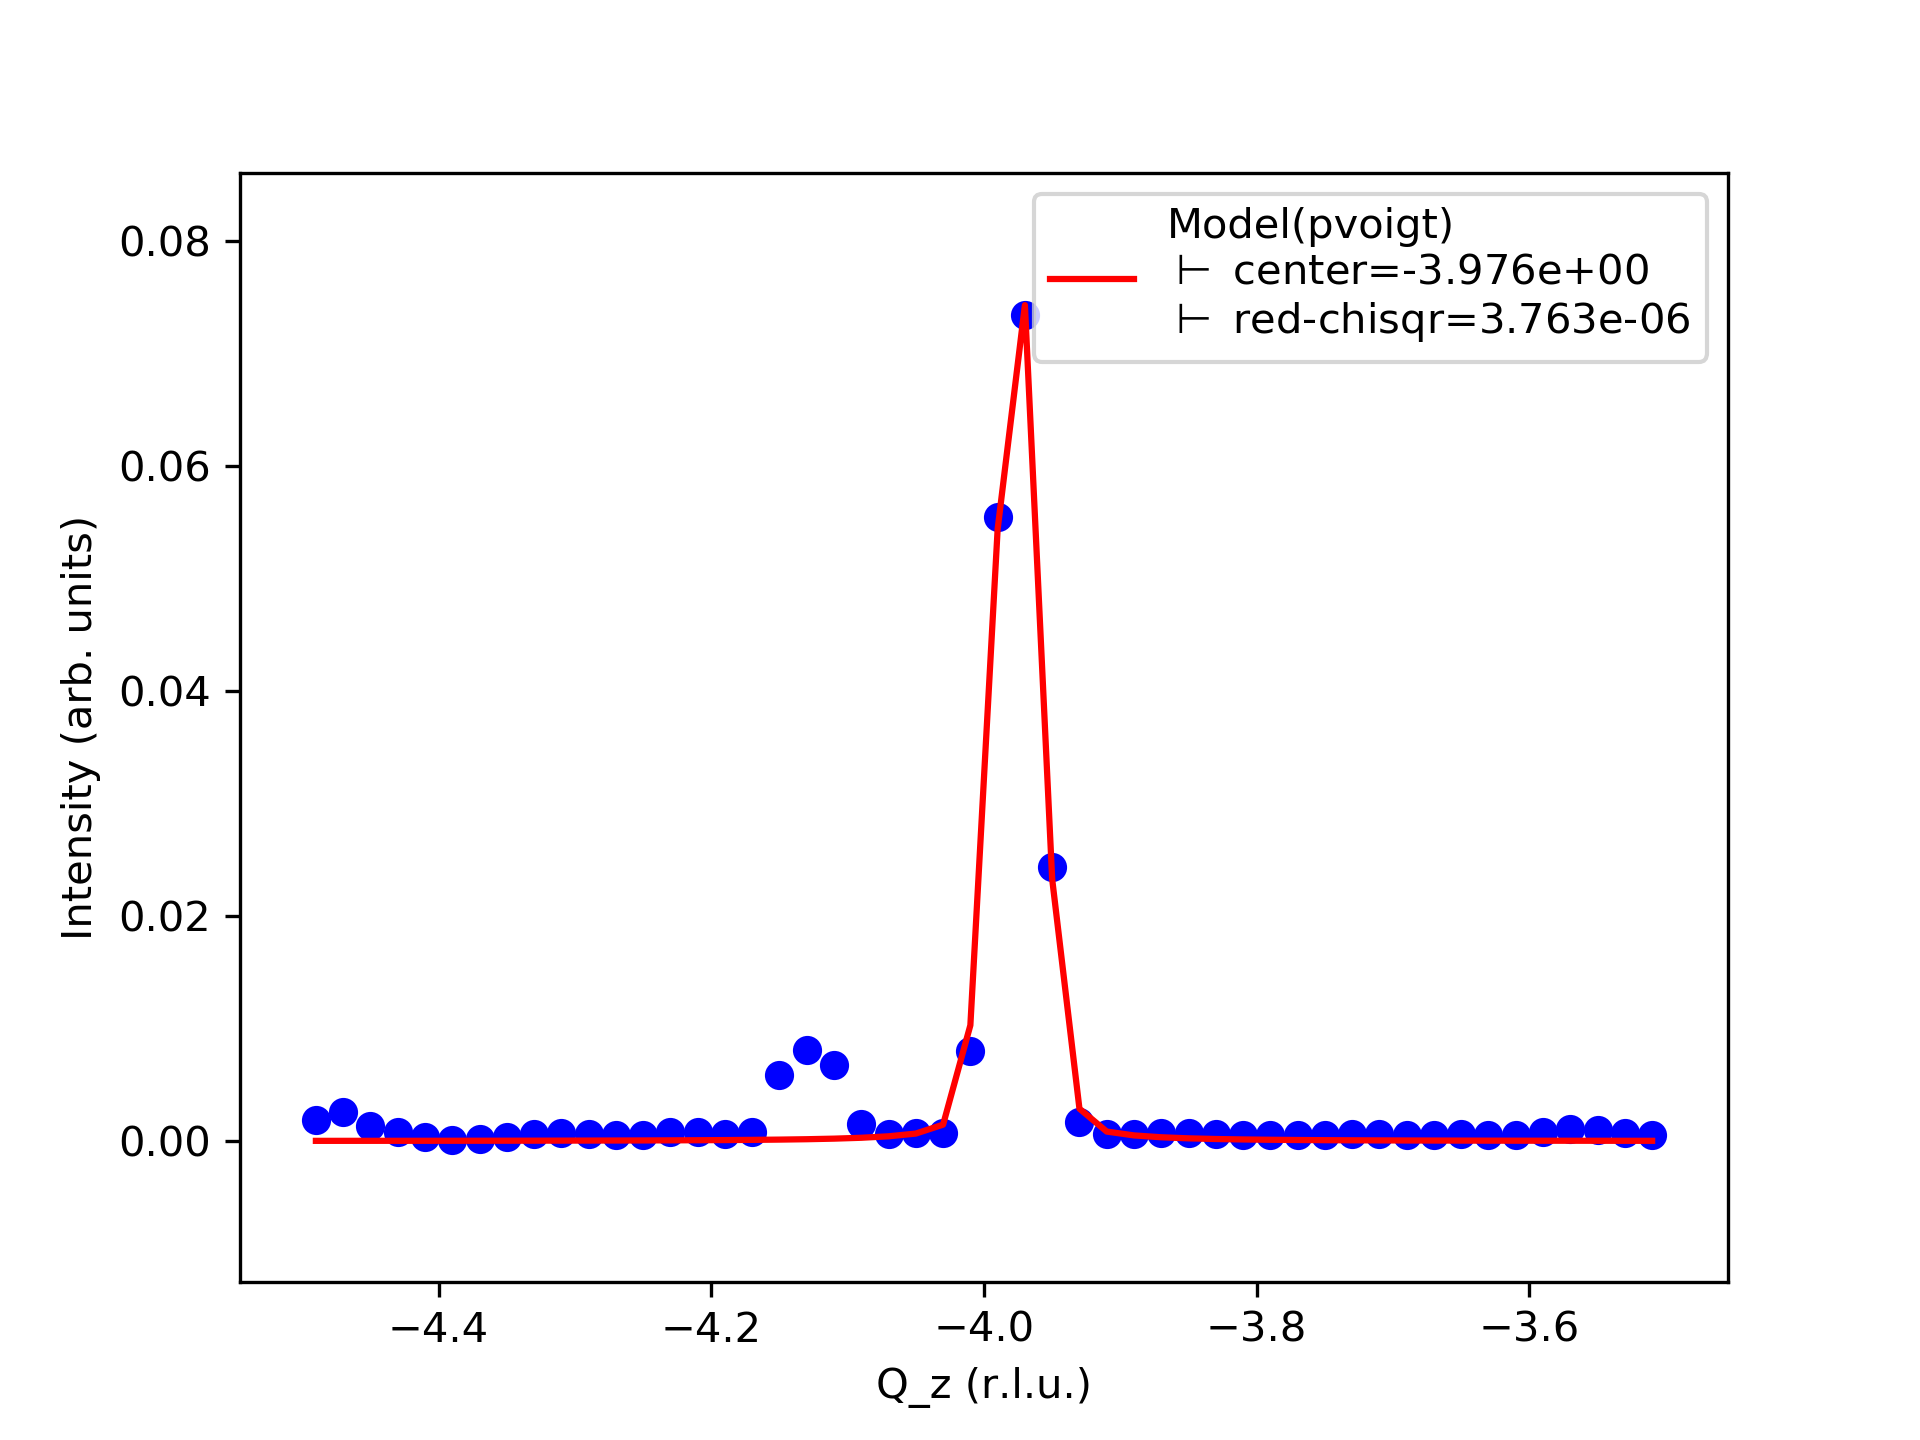 Model(pvoigt)
⊢ center=-3.976e+00
⊢ red-chisqr=3.763e-06
0.08
0.06
0.04
0.02
0.00
Intensity (arb. units)
−4.4 −4.2 −4.0 −3.8 −3.6
Q_z (r.l.u.)